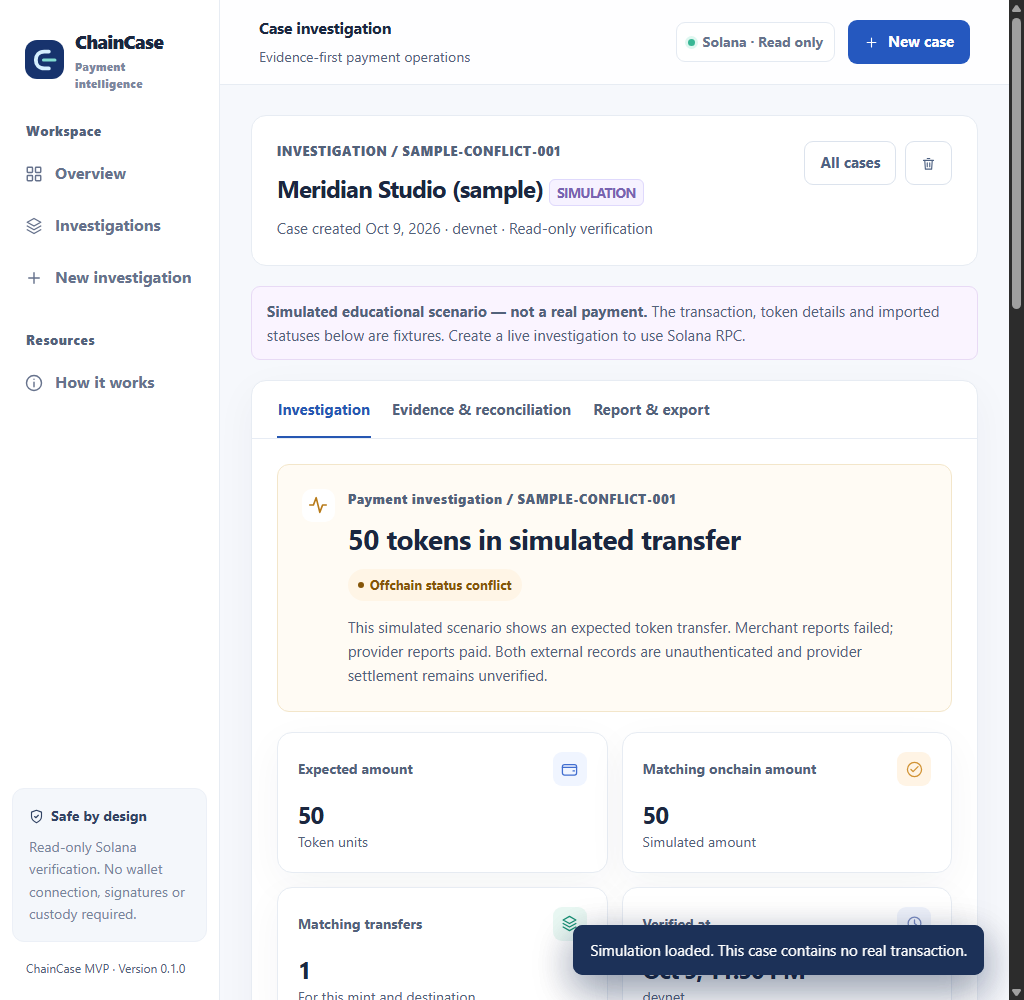 ChainCase
Payment
intelligence
Workspace
Overview
Investigations
New investigation
Resources
How it works
Safe by design
Read-only Solana
verification. No wallet
connection, signatures or
custody required.
ChainCase MVP · Version 0.1.0
Case investigation
Evidence-first payment operations
Solana · Read only
New case
INVESTIGATION / SAMPLE-CONFLICT-001
Meridian Studio (sample) SIMULATION
Case created Oct 9, 2026 · devnet · Read-only verification
All cases
Simulated educational scenario — not a real payment. The transaction, token details and imported
statuses below are fixtures. Create a live investigation to use Solana RPC.
Investigation Evidence & reconciliation Report & export
Payment investigation / SAMPLE-CONFLICT-001
50 tokens in simulated transfer
Offchain status conflict
This simulated scenario shows an expected token transfer. Merchant reports failed;
provider reports paid. Both external records are unauthenticated and provider
settlement remains unverified.
Expected amount
50
Token units
Matching onchain amount
50
Simulated amount
Matching transfers
1
For this mint and destination
Verified at
devnet
Simulation loaded. This case contains no real transaction.